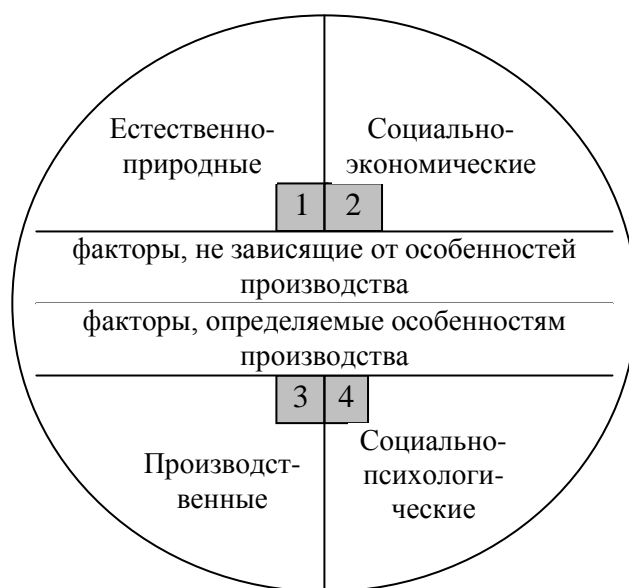 Естественно-
природные
Социально-
экономические
1 2
факторы, не зависящие от особенностей
производства
факторы, определяемые особенностям
производства
3 4
Производст-
венные
Социально-
психологи-
ческие